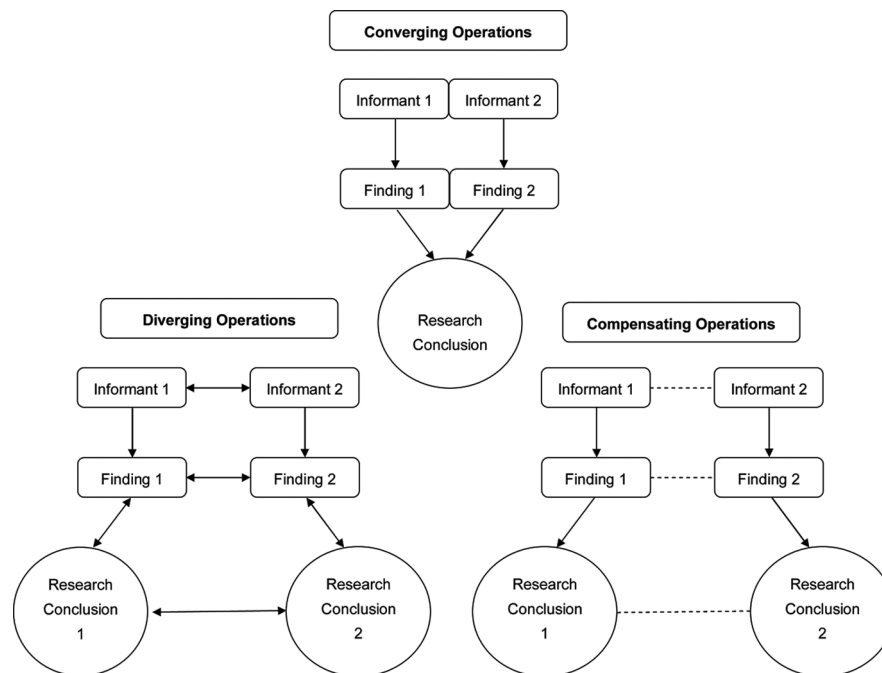 Converging Operations
Informant 1
Informant 2
Finding 1
Finding 2
Research
Conclusion
Diverging Operations
Informant 1
Informant 2
Finding 1
Finding 2
Research
Conclusion
1
Research
Conclusion
2
Compensating Operations
Informant 1
Informant 2
Finding 1
Finding 2
Research
Conclusion
1
Research
Conclusion
2